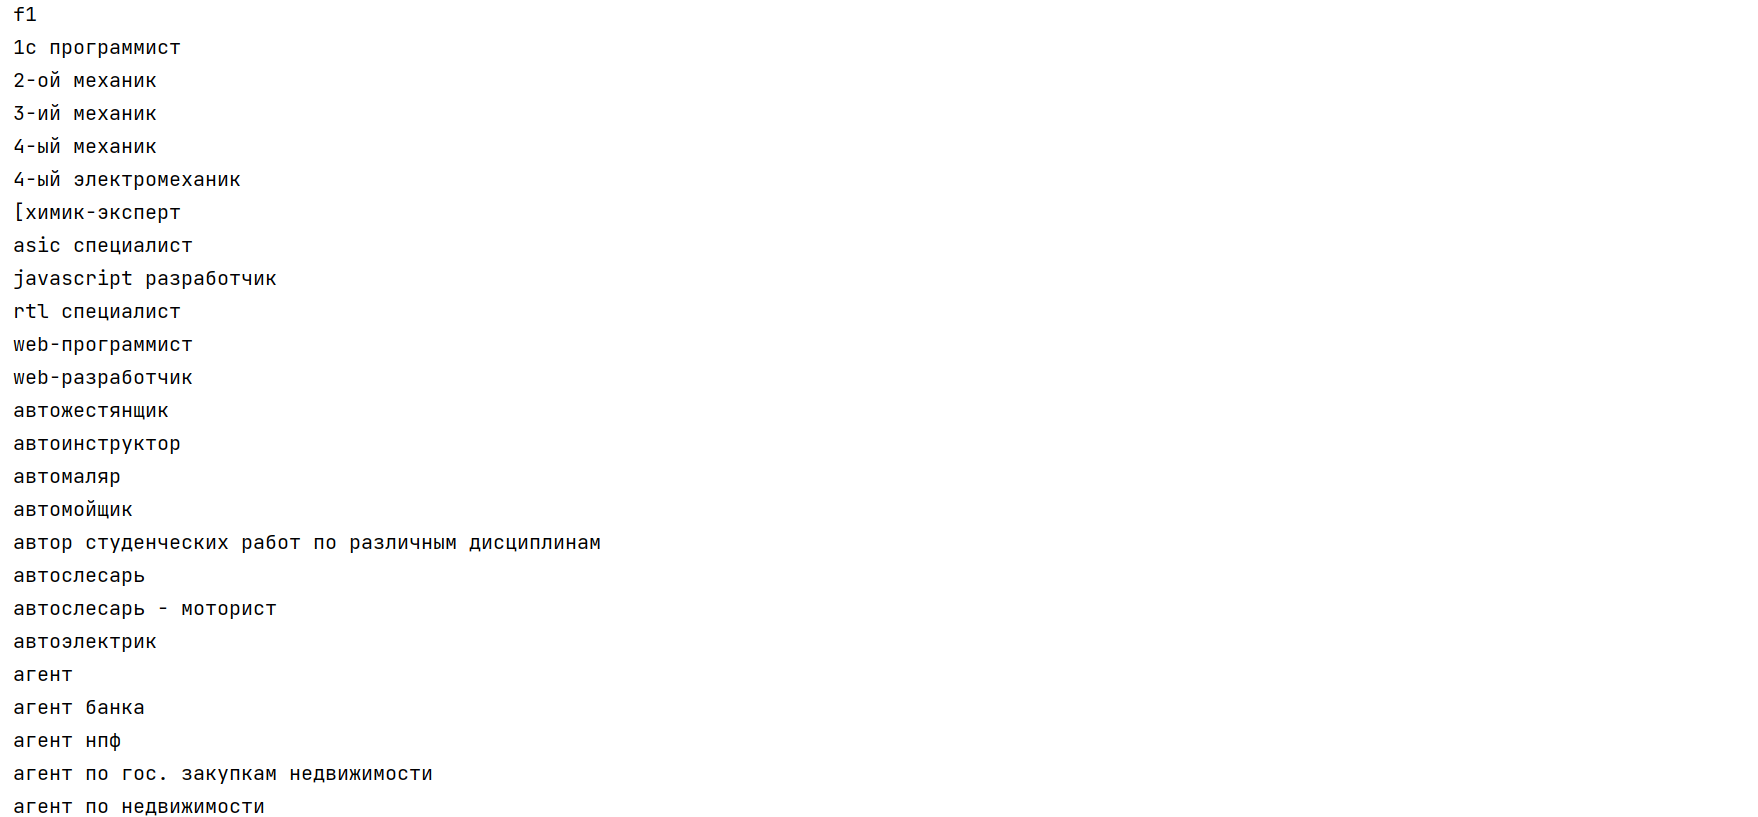 f1
1c программист
2-ой механик
3-ий механик
4-ый механик
4-ый электромеханик
[химик-эксперт
asic специалист
javascript разработчик
rtl специалист
web-программист
web-разработчик
автожестянщик
автоинструктор
автомаляр
автомойщик
автор студенческих работ по различным дисциплинам
автослесарь
автослесарь - моторист
автоэлектрик
агент
агент банка
агент нпф
агент по гос. закупкам недвижимости
агент по недвижимости